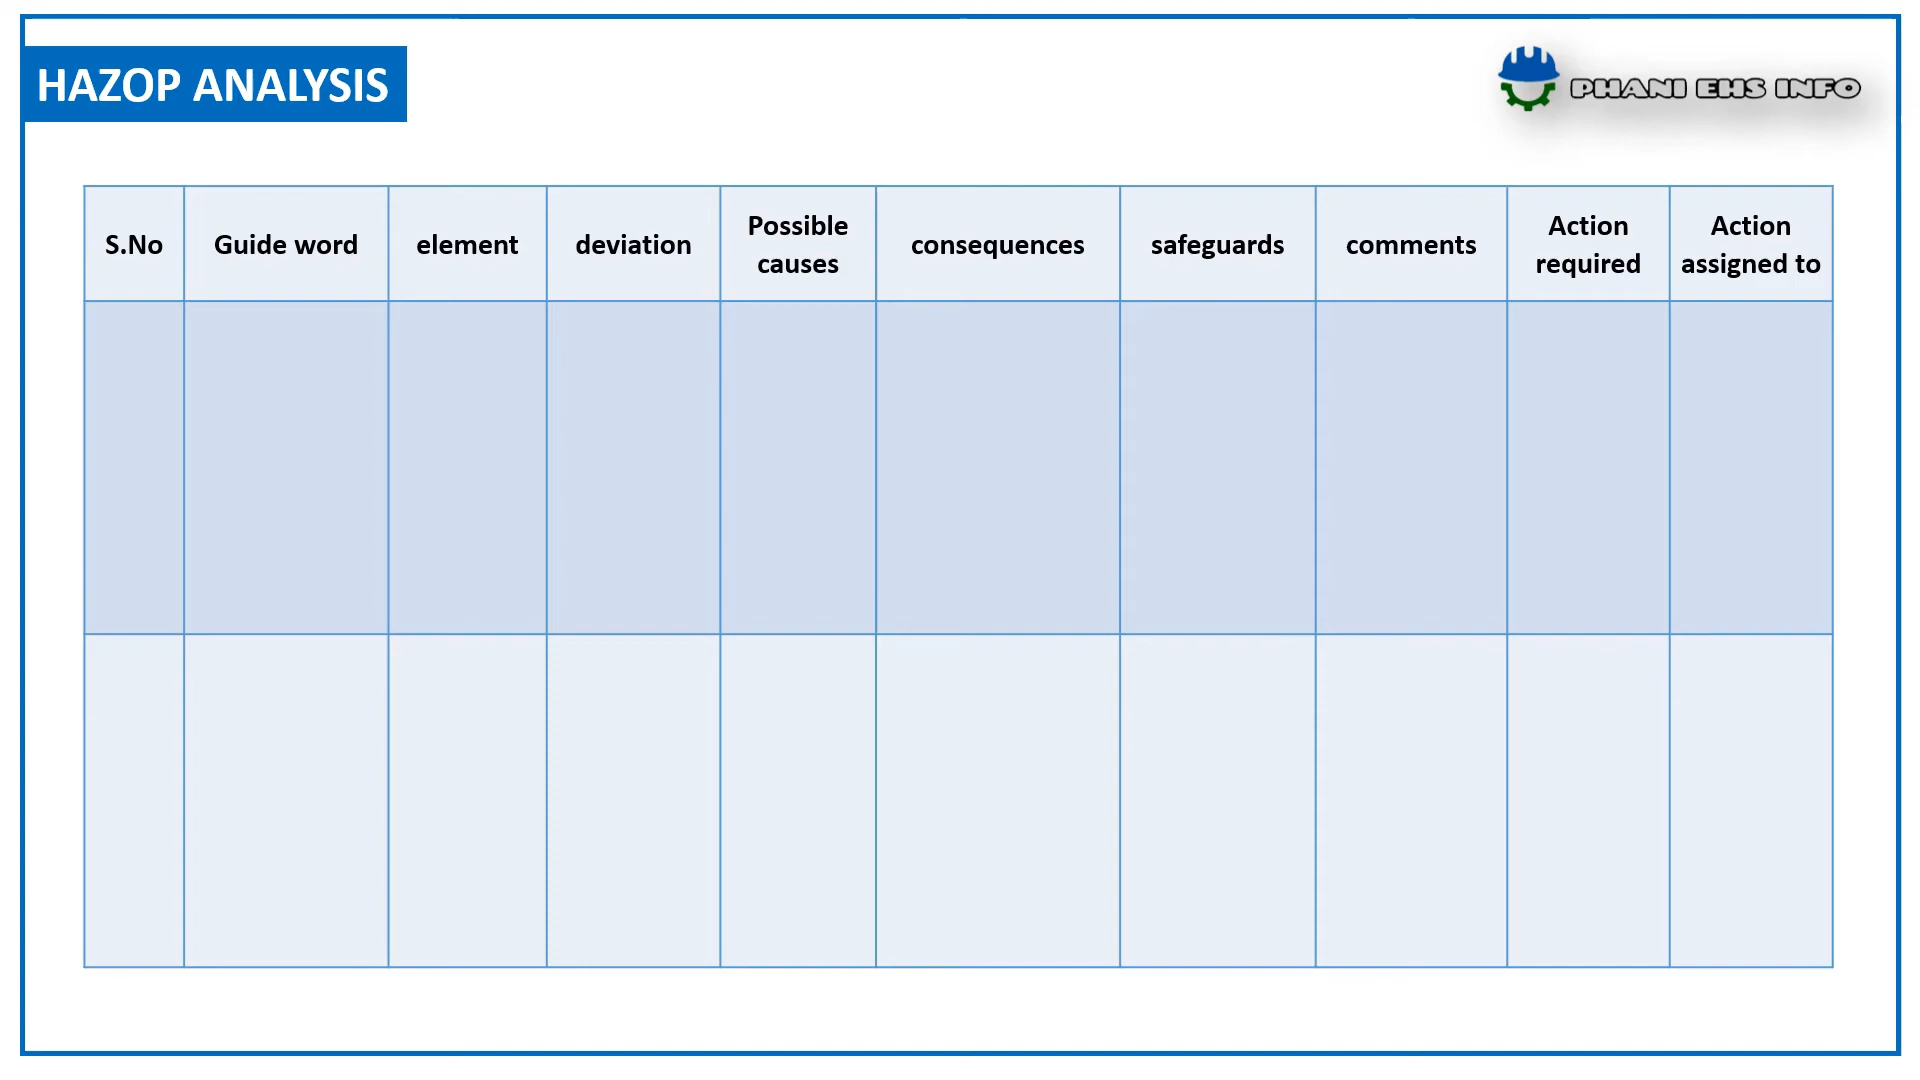 HAZOP ANALYSIS
PHANI EHS INFO
S.No
Guide word
element
deviation
Possible
causes
consequences
safeguards
comments
Action
required
Action
assigned to